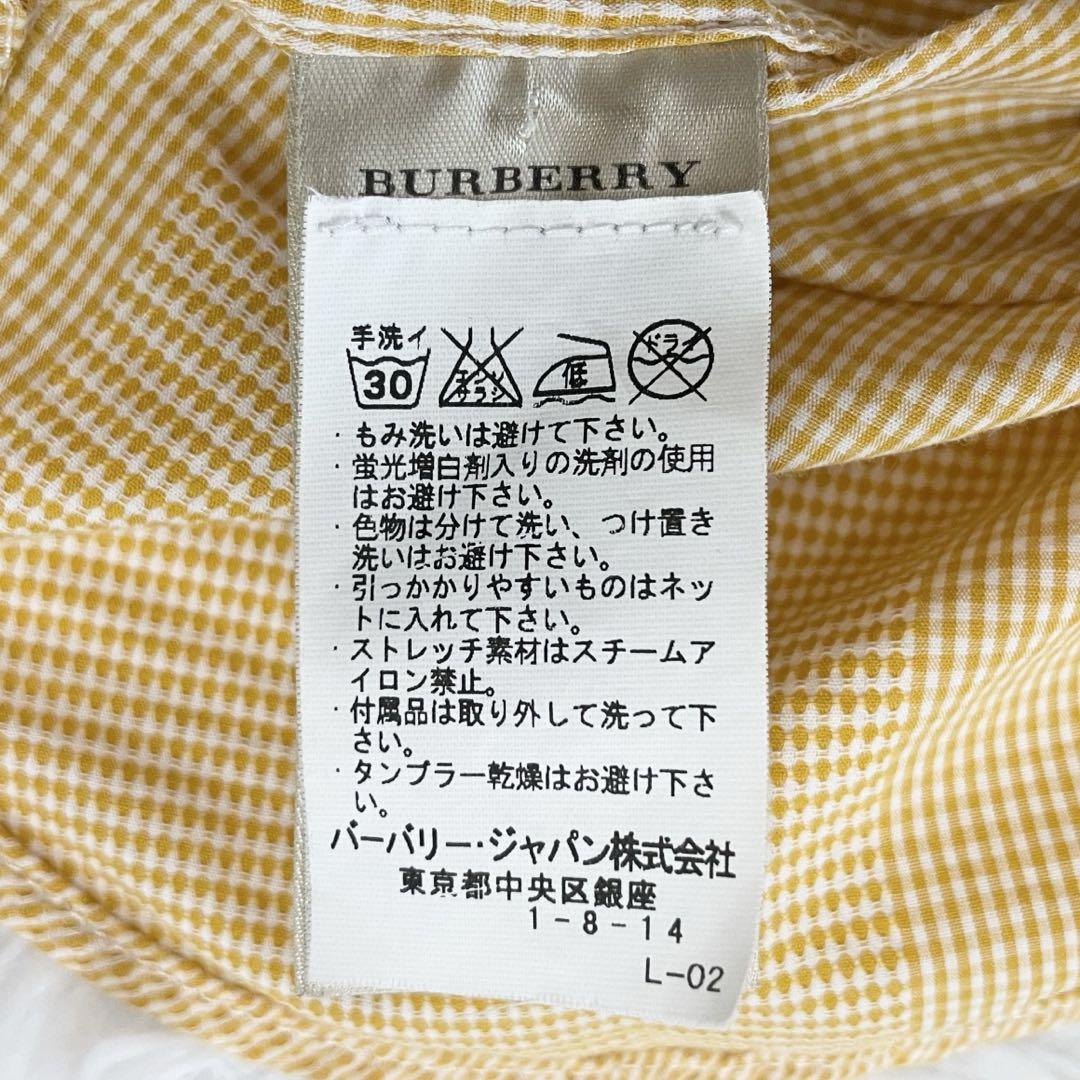 BURBERRY
手洗イ
30 エンソ サラシ 低 ドライ
・もみ洗いは避けて下さい。
・蛍光増白剤入りの洗剤の使用
はお避け下さい。
・色物は分けて洗い、つけ置き
洗いはお避け下さい。
・引っかかりやすいものはネッ
トに入れて下さい。
・ストレッチ素材はスチームア
イロン禁止。
・付属品は取り外して洗って下
さい。
・タンブラー乾燥はお避け下さ
い。
バーバリー・ジャパン株式会社
東京都中央区銀座
1-8-14
L-02